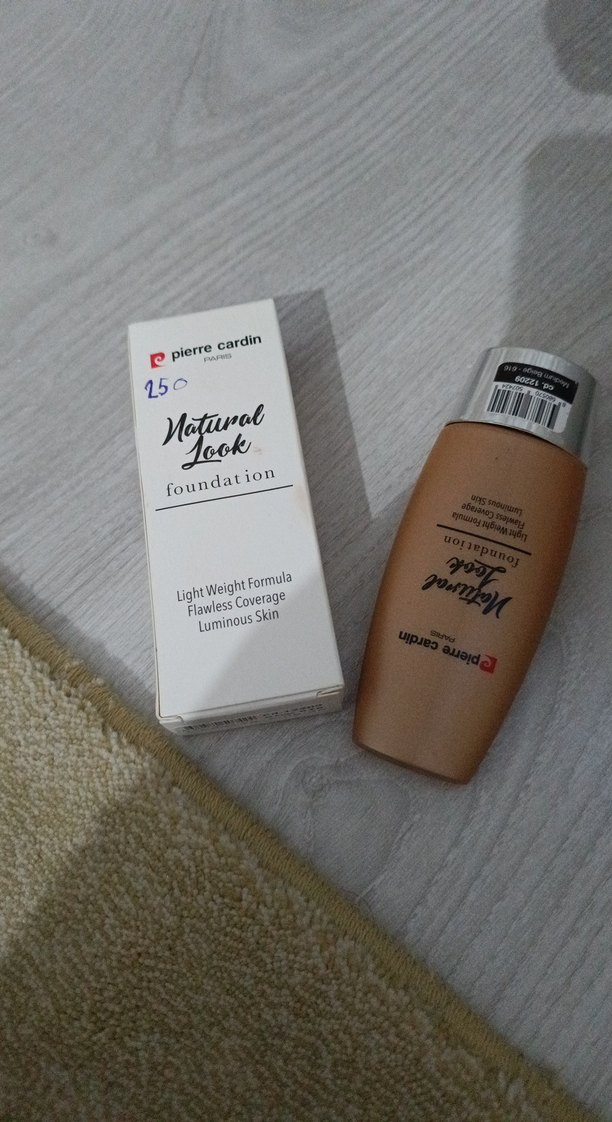 pierre cardin
PARIS
250
Natural
Look
foundation
Light Weight Formula
Flawless Coverage
Luminous Skin
pierre cardin
PARIS
Natural
Look
foundation
Light Weight Formula
Flawless Coverage
Luminous Skin
cd. 12209
Medium Beige - 616